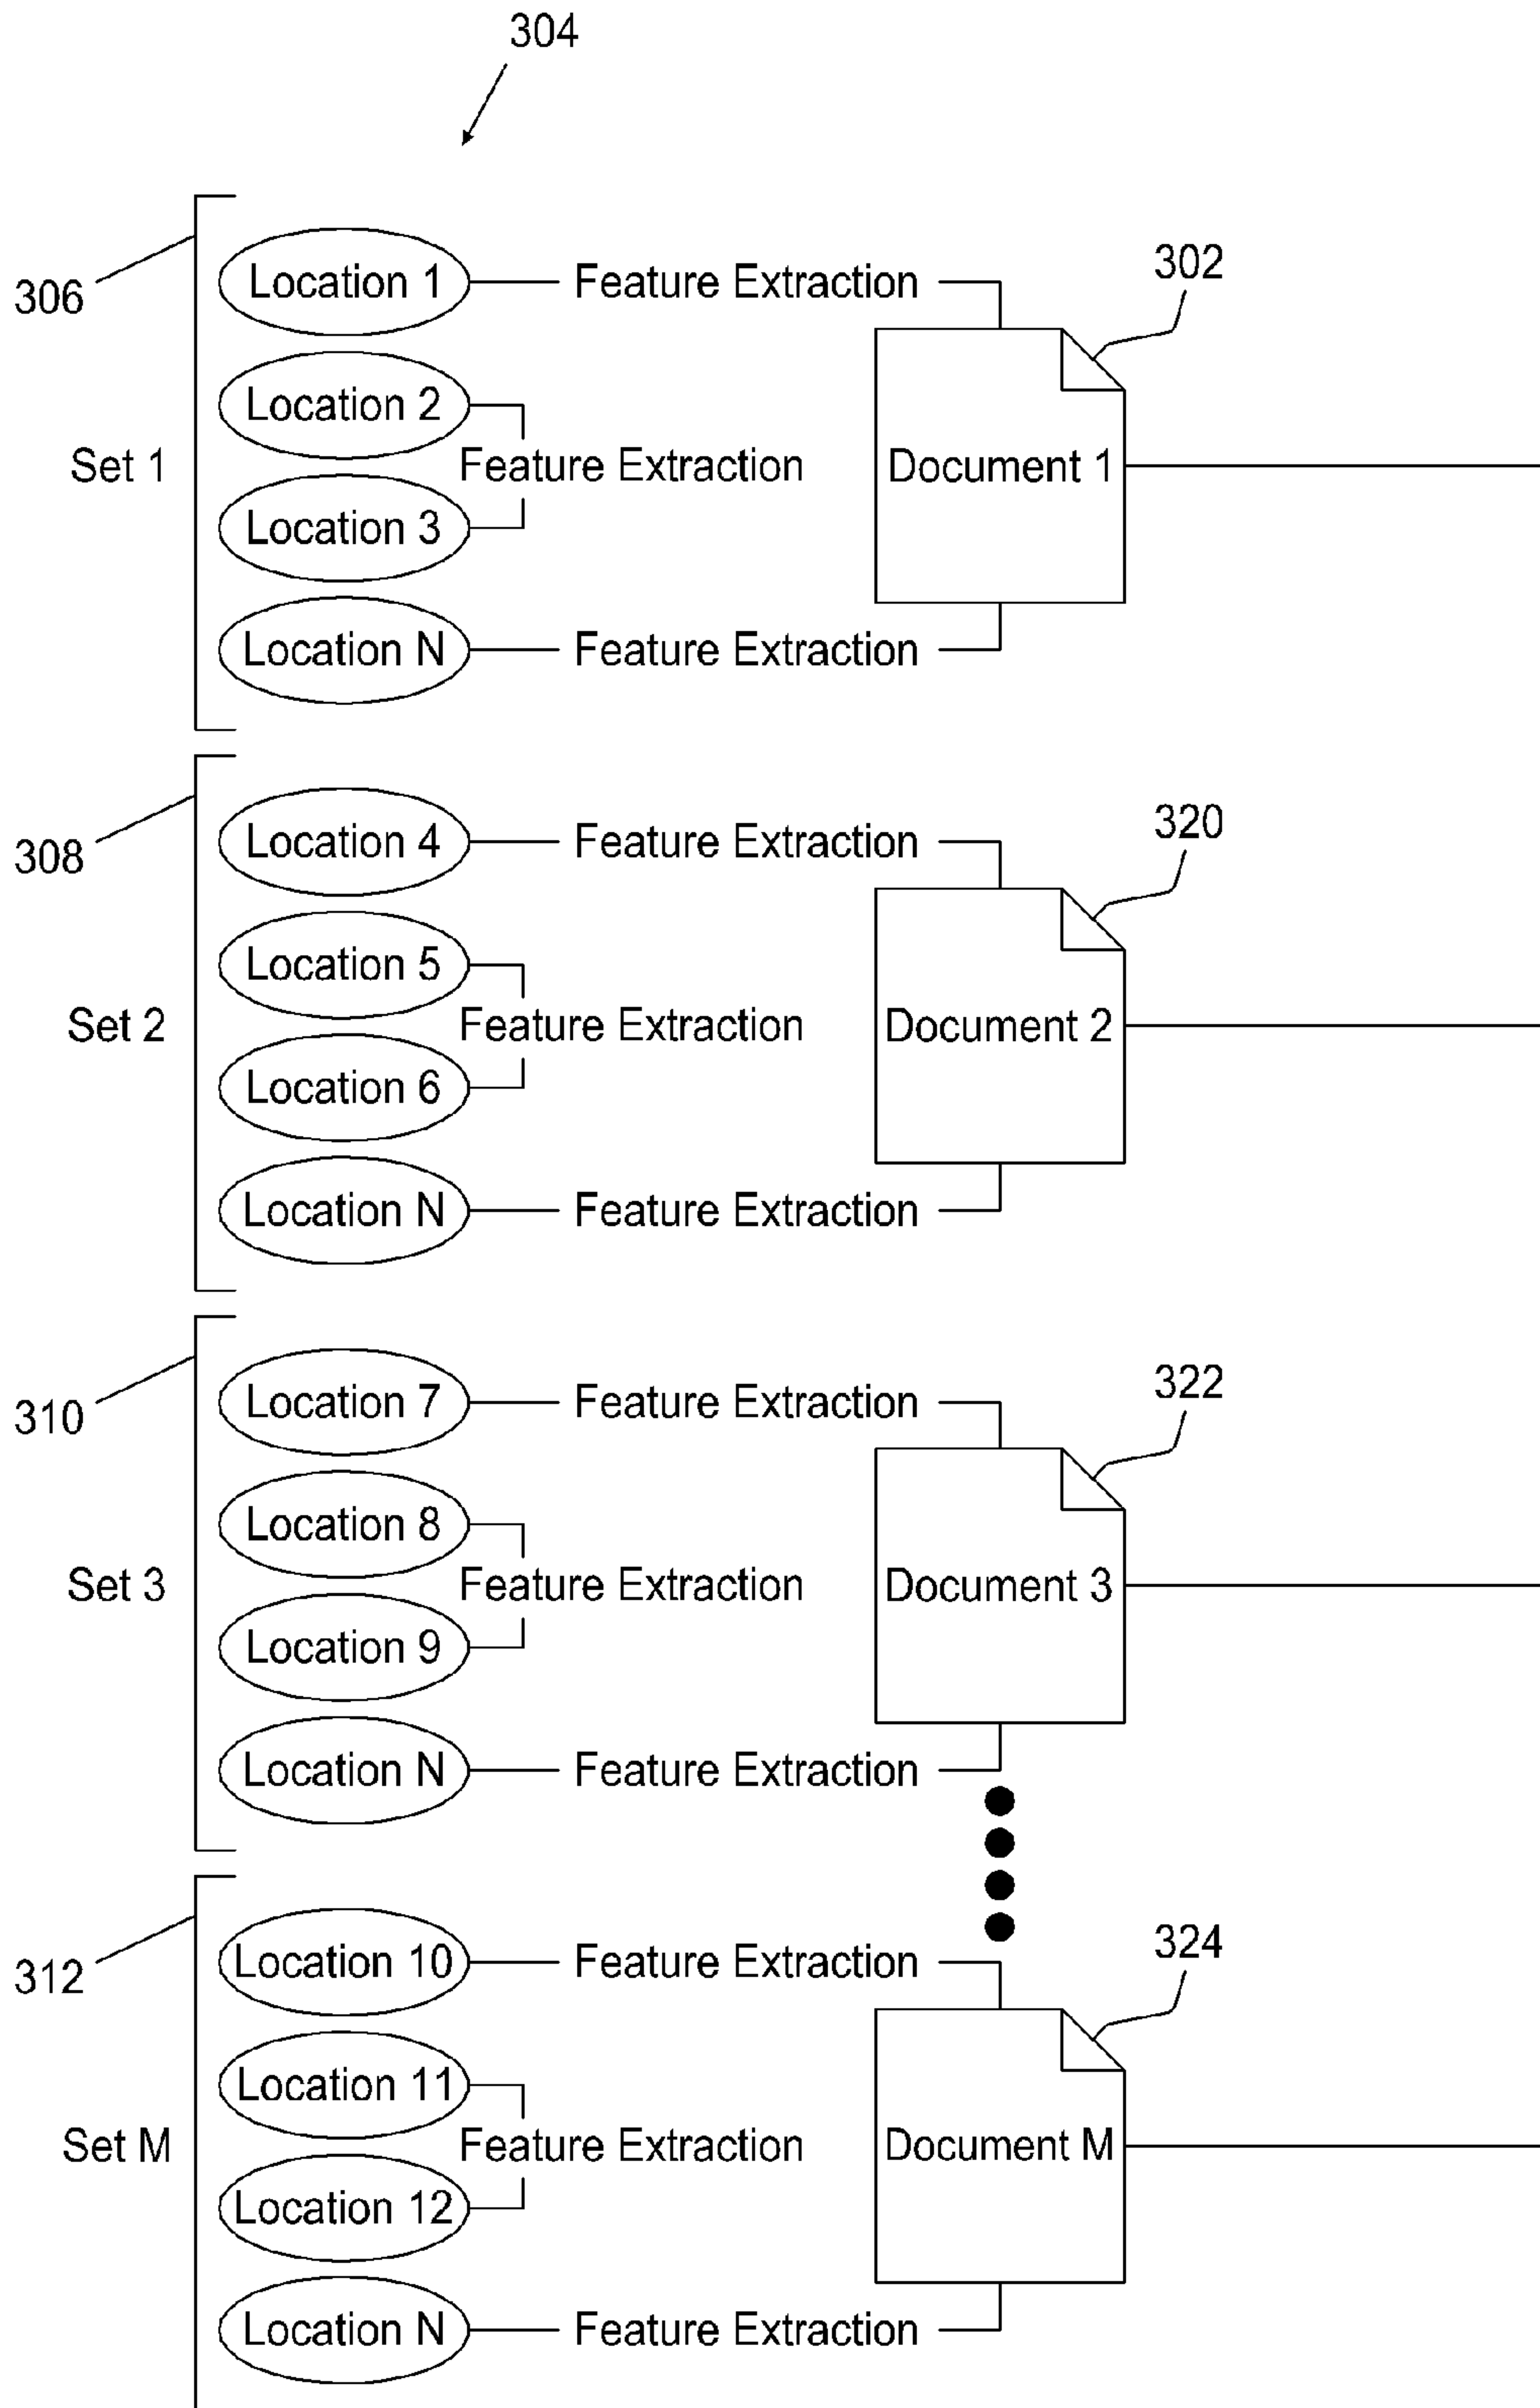 304
306
Location 1
Feature Extraction
302
Location 2
Set 1
Feature Extraction
Document 1
Location 3
Location N
Feature Extraction
308
Location 4
Feature Extraction
320
Location 5
Set 2
Feature Extraction
Document 2
Location 6
Location N
Feature Extraction
310
Location 7
Feature Extraction
322
Location 8
Set 3
Feature Extraction
Document 3
Location 9
Location N
Feature Extraction
312
Location 10
Feature Extraction
324
Location 11
Set M
Feature Extraction
Document M
Location 12
Location N
Feature Extraction